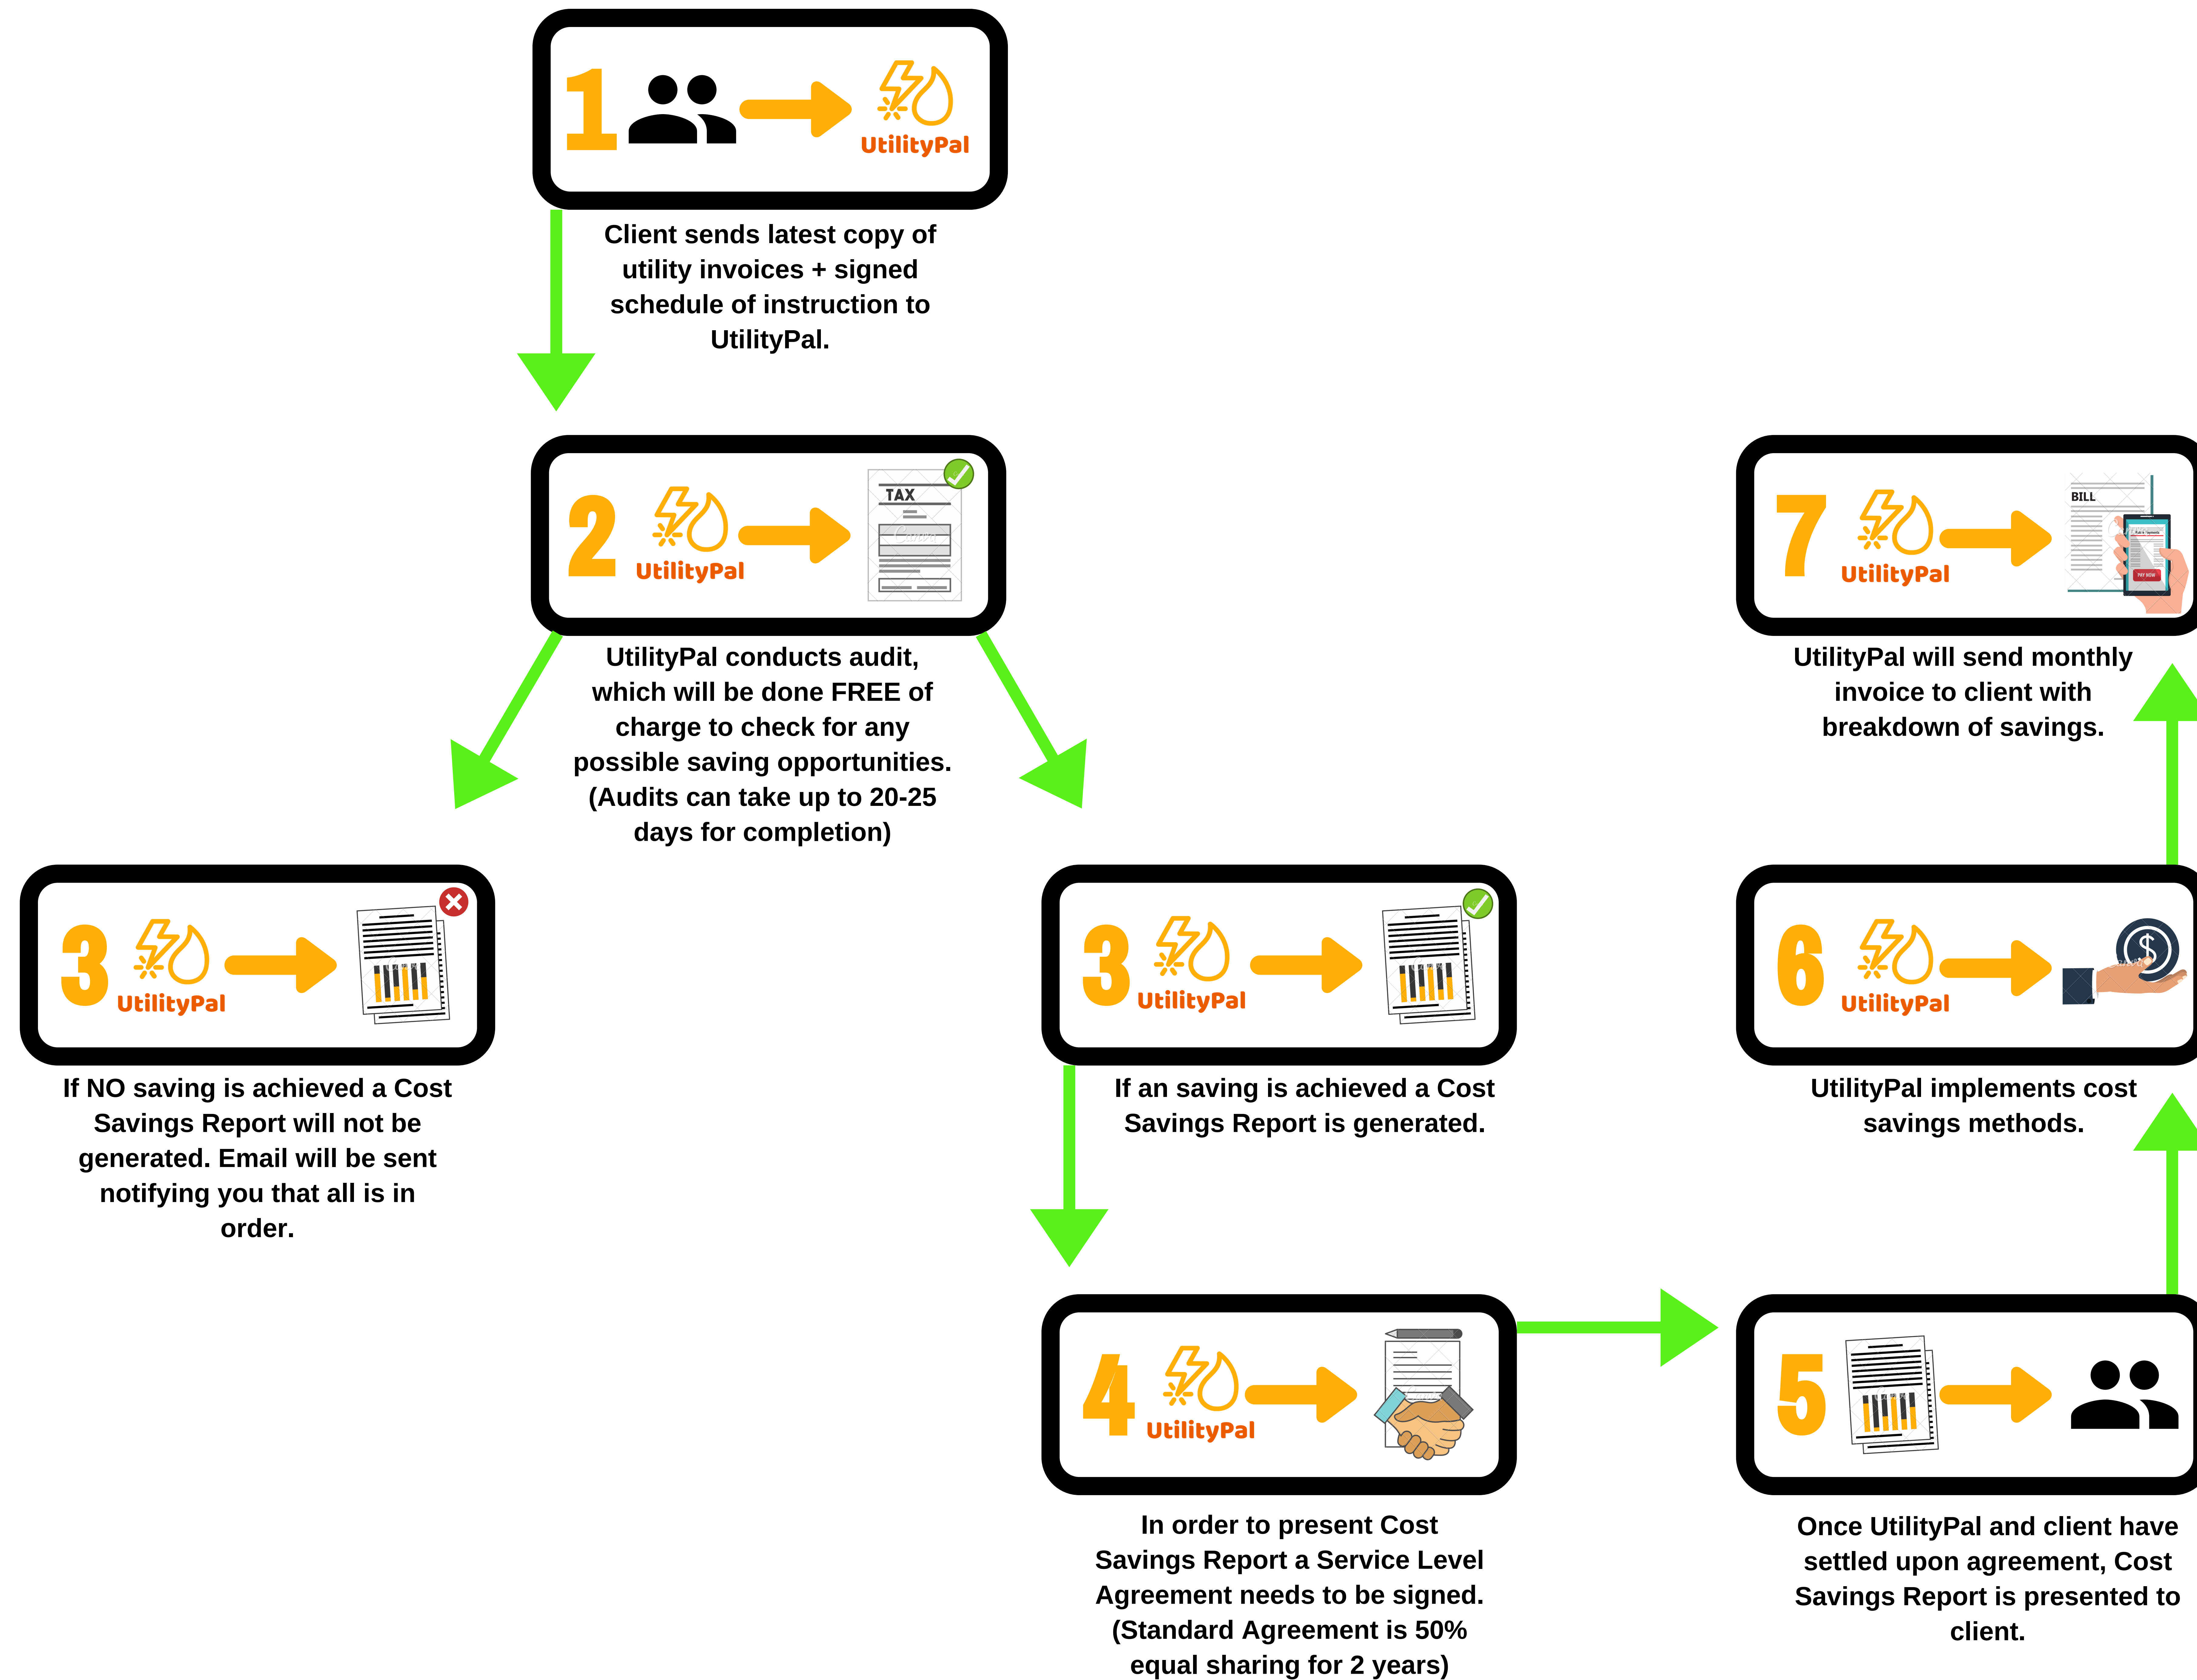 1
UtilityPal
Client sends latest copy of
utility invoices + signed
schedule of instruction to
UtilityPal.
2
UtilityPal
TAX
UtilityPal conducts audit,
which will be done FREE of
charge to check for any
possible saving opportunities.
(Audits can take up to 20-25
days for completion)
3
UtilityPal
If NO saving is achieved a Cost
Savings Report will not be
generated. Email will be sent
notifying you that all is in
order.
3
UtilityPal
If an saving is achieved a Cost
Savings Report is generated.
4
UtilityPal
In order to present Cost
Savings Report a Service Level
Agreement needs to be signed.
(Standard Agreement is 50%
equal sharing for 2 years)
5
Once UtilityPal and client have
settled upon agreement, Cost
Savings Report is presented to
client.
6
UtilityPal
$
UtilityPal implements cost
savings methods.
7
UtilityPal
BILL
PAY NOW
UtilityPal will send monthly
invoice to client with
breakdown of savings.